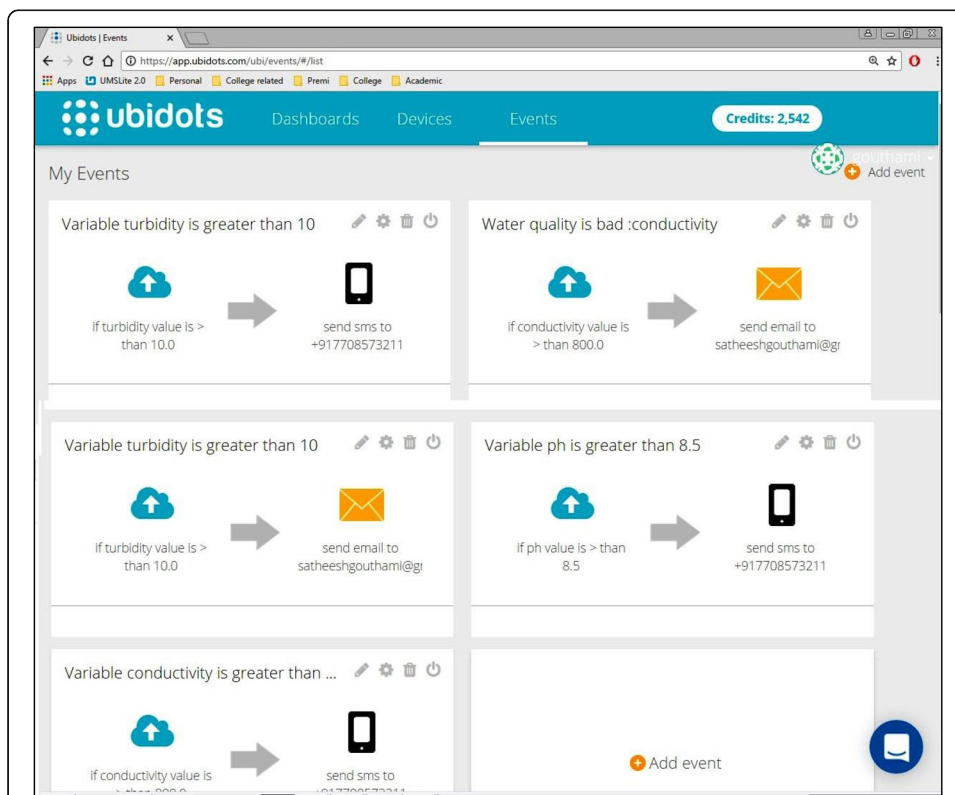 Ubidots | Events
https://app.ubidots.com/ubi/events/#/list
Apps UMSLite 2.0 Personal College related Premi College Academic
ubidots Dashboards Devices Events Credits: 2,542
gouthami
My Events Add event
Variable turbidity is greater than 10
if turbidity value is >
than 10.0
send sms to
+917708573211
Water quality is bad :conductivity
if conductivity value is
> than 800.0
send email to
satheeshgouthami@gr
Variable turbidity is greater than 10
if turbidity value is >
than 10.0
send email to
satheeshgouthami@gr
Variable ph is greater than 8.5
if ph value is > than
8.5
send sms to
+917708573211
Variable conductivity is greater than ...
if conductivity value is
> than 800.0
send sms to
+917708573211
Add event